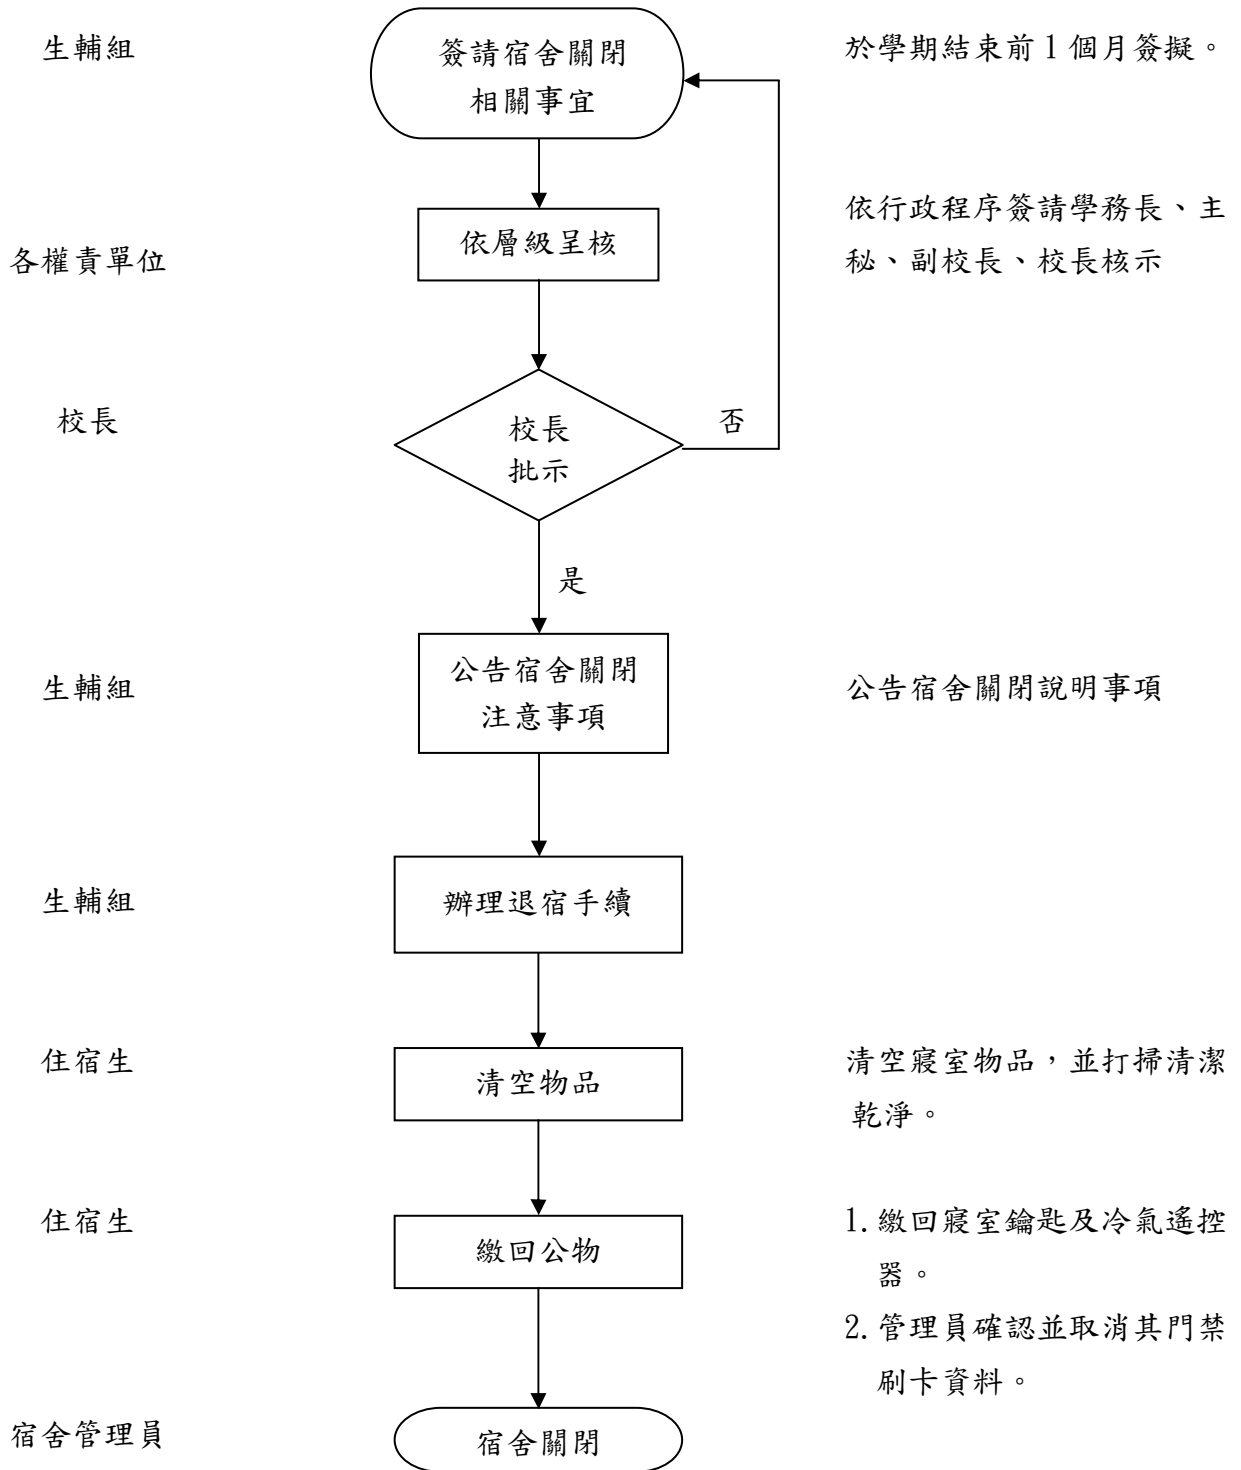 生輔組
簽請宿舍關閉
相關事宜
於學期結束前1個月簽擬。
各權責單位
依層級呈核
依行政程序簽請學務長、主
秘、副校長、校長核示
校長
校長
批示
否
是
生輔組
公告宿舍關閉
注意事項
公告宿舍關閉說明事項
生輔組
辦理退宿手續
住宿生
清空物品
清空寢室物品，並打掃清潔
乾淨。
住宿生
繳回公物
1.繳回寢室鑰匙及冷氣遙控
器。
2.管理員確認並取消其門禁
刷卡資料。
宿舍管理員
宿舍關閉